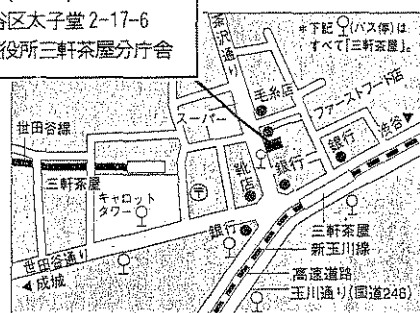 谷区太子堂2-17-6
役所三軒茶屋分庁舎
茶沢通り
*下記 (バス停)は
すべて「三軒茶屋」。
毛糸店
ファーストフード店
スーパー
世田谷線
銀行
渋谷
三軒茶屋
キャロット
タワー
靴店
銀行
銀行
三軒茶屋
新玉川線
世田谷通り
成城
高速道路
玉川通り(国道246)